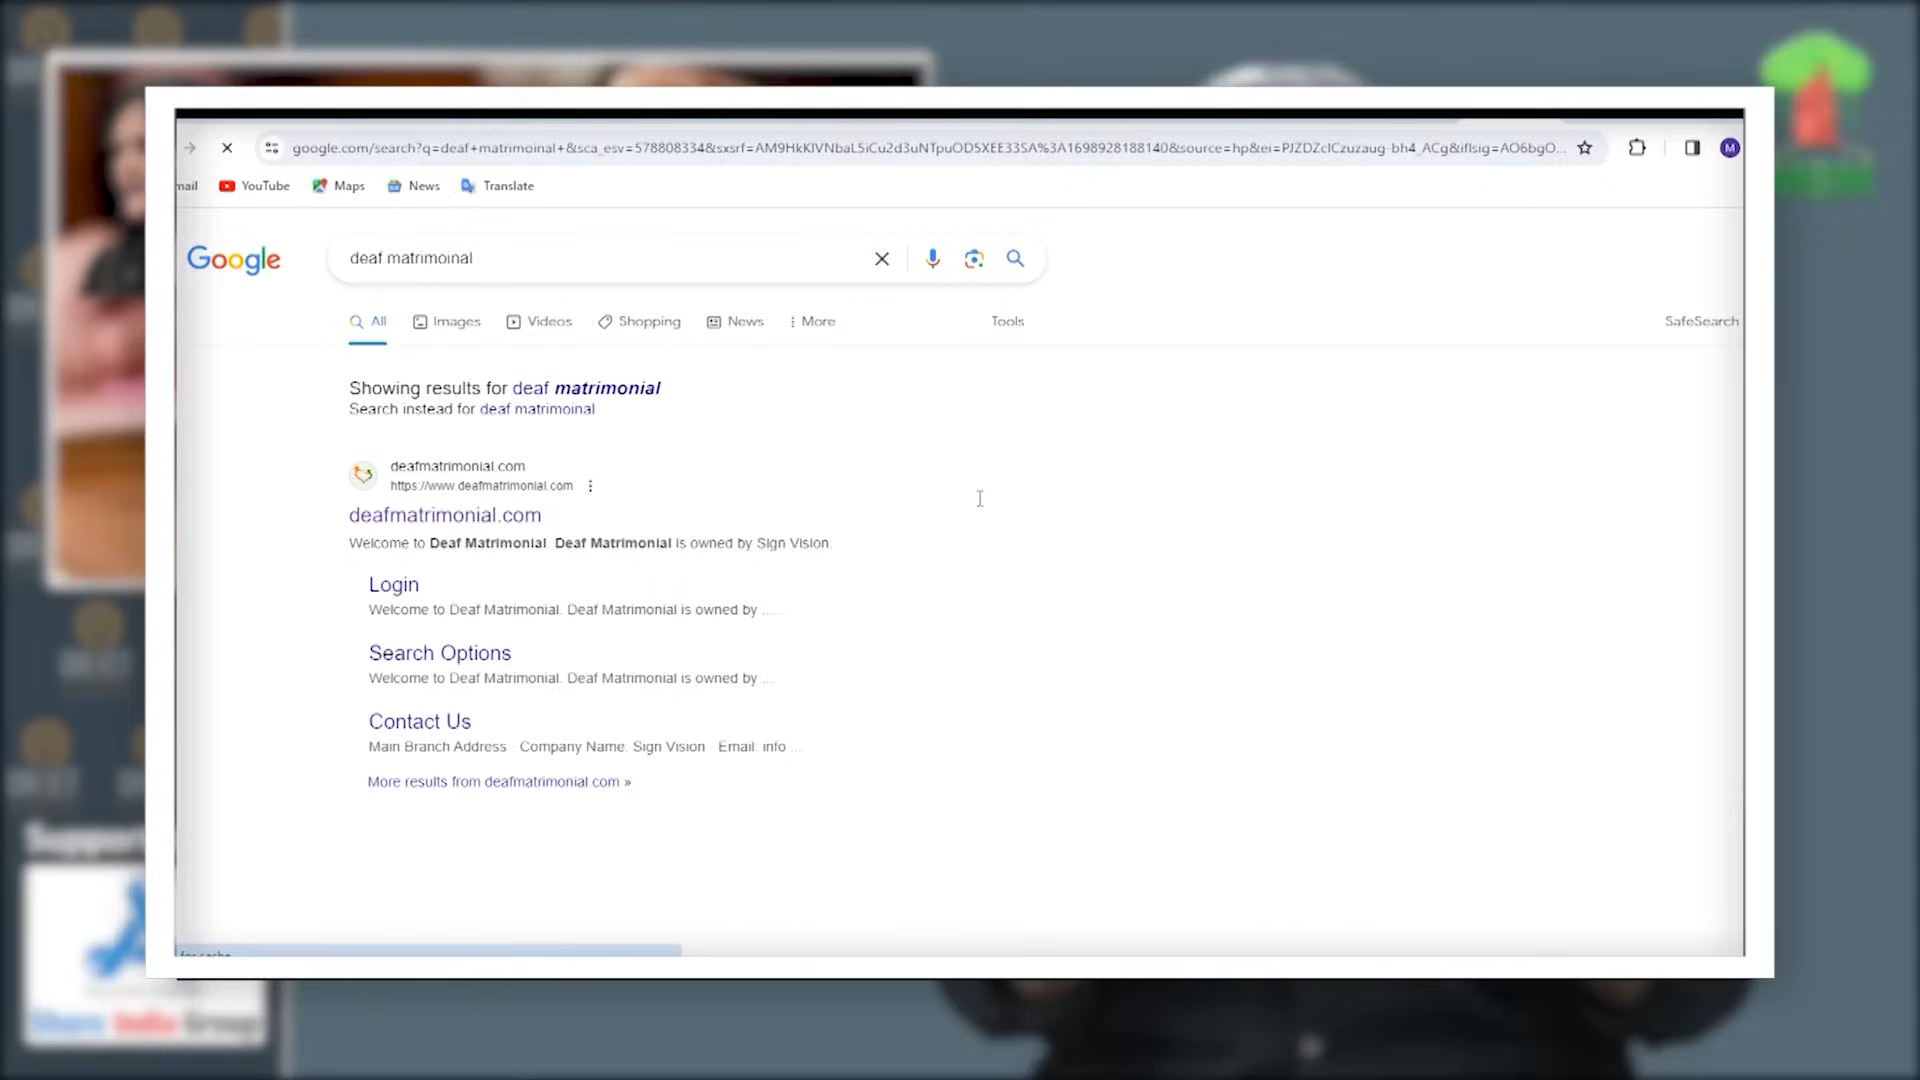 google.com/search?q=deaf+matrimoinal+&sca_esv=578808334&sxsrf=AM9HkKlVNbaL5iCu2d3uNTpuOD5XEE33SA%3A1698928188140&source=hp&ei=PJZDZcICzuzaug-bh4_ACg&iflsig=AO6bgO...
M
mail YouTube Maps News Translate
Google deaf matrimoinal
All Images Videos Shopping News More Tools SafeSearch
Showing results for deaf matrimonial
Search instead for deaf matrimoinal
deafmatrimonial.com
https://www.deafmatrimonial.com
deafmatrimonial.com
Welcome to Deaf Matrimonial. Deaf Matrimonial is owned by Sign Vision.
Login
Welcome to Deaf Matrimonial. Deaf Matrimonial is owned by ...
Search Options
Welcome to Deaf Matrimonial. Deaf Matrimonial is owned by ...
Contact Us
Main Branch Address · Company Name: Sign Vision · Email: info ...
More results from deafmatrimonial.com »
Share India Group